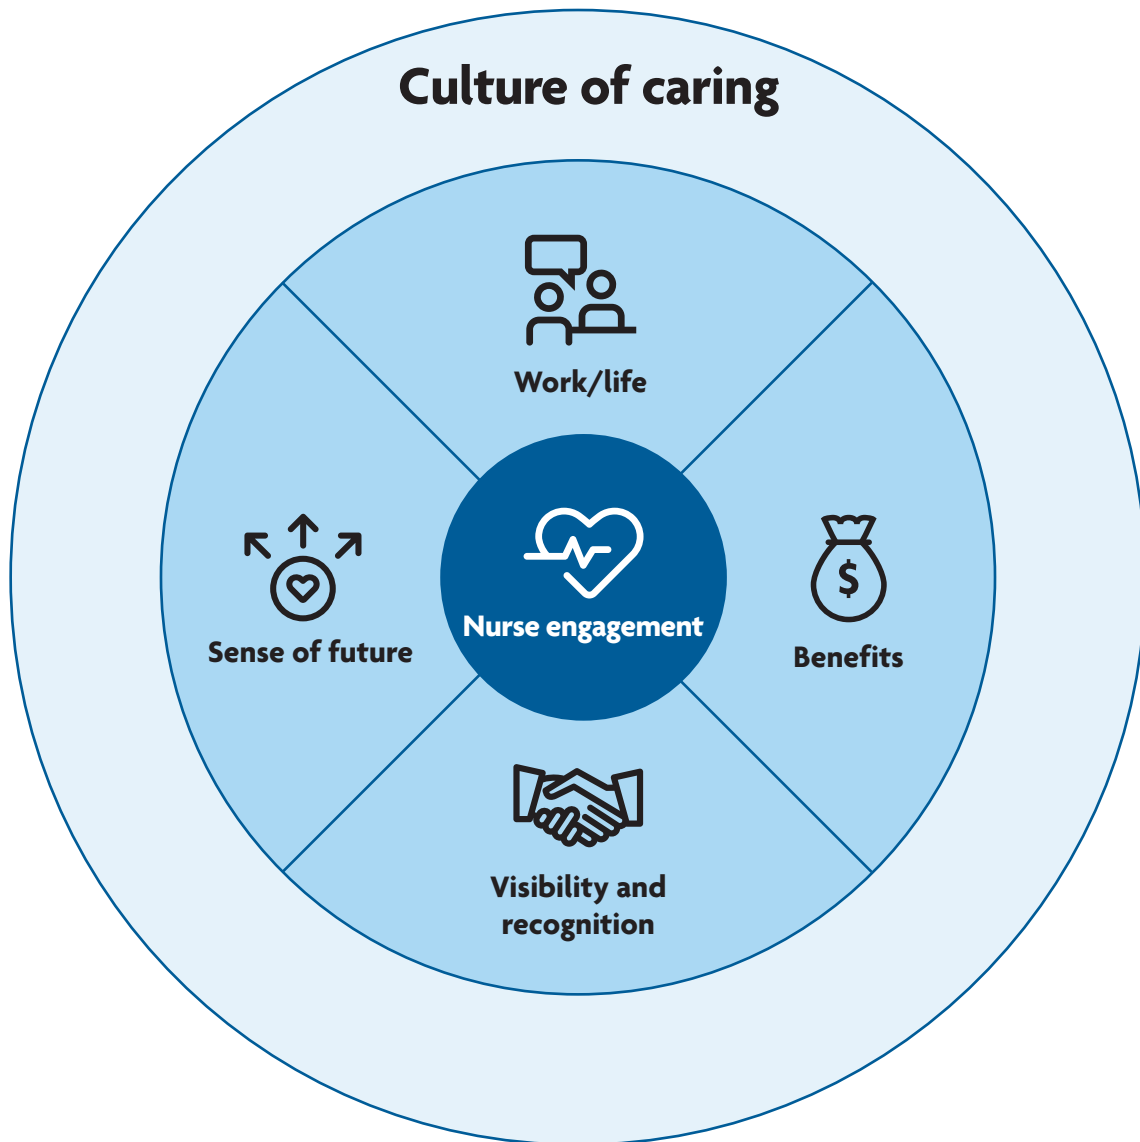 Culture of caring
Work/life
Nurse engagement
Sense of future
$
Benefits
Visibility and
recognition